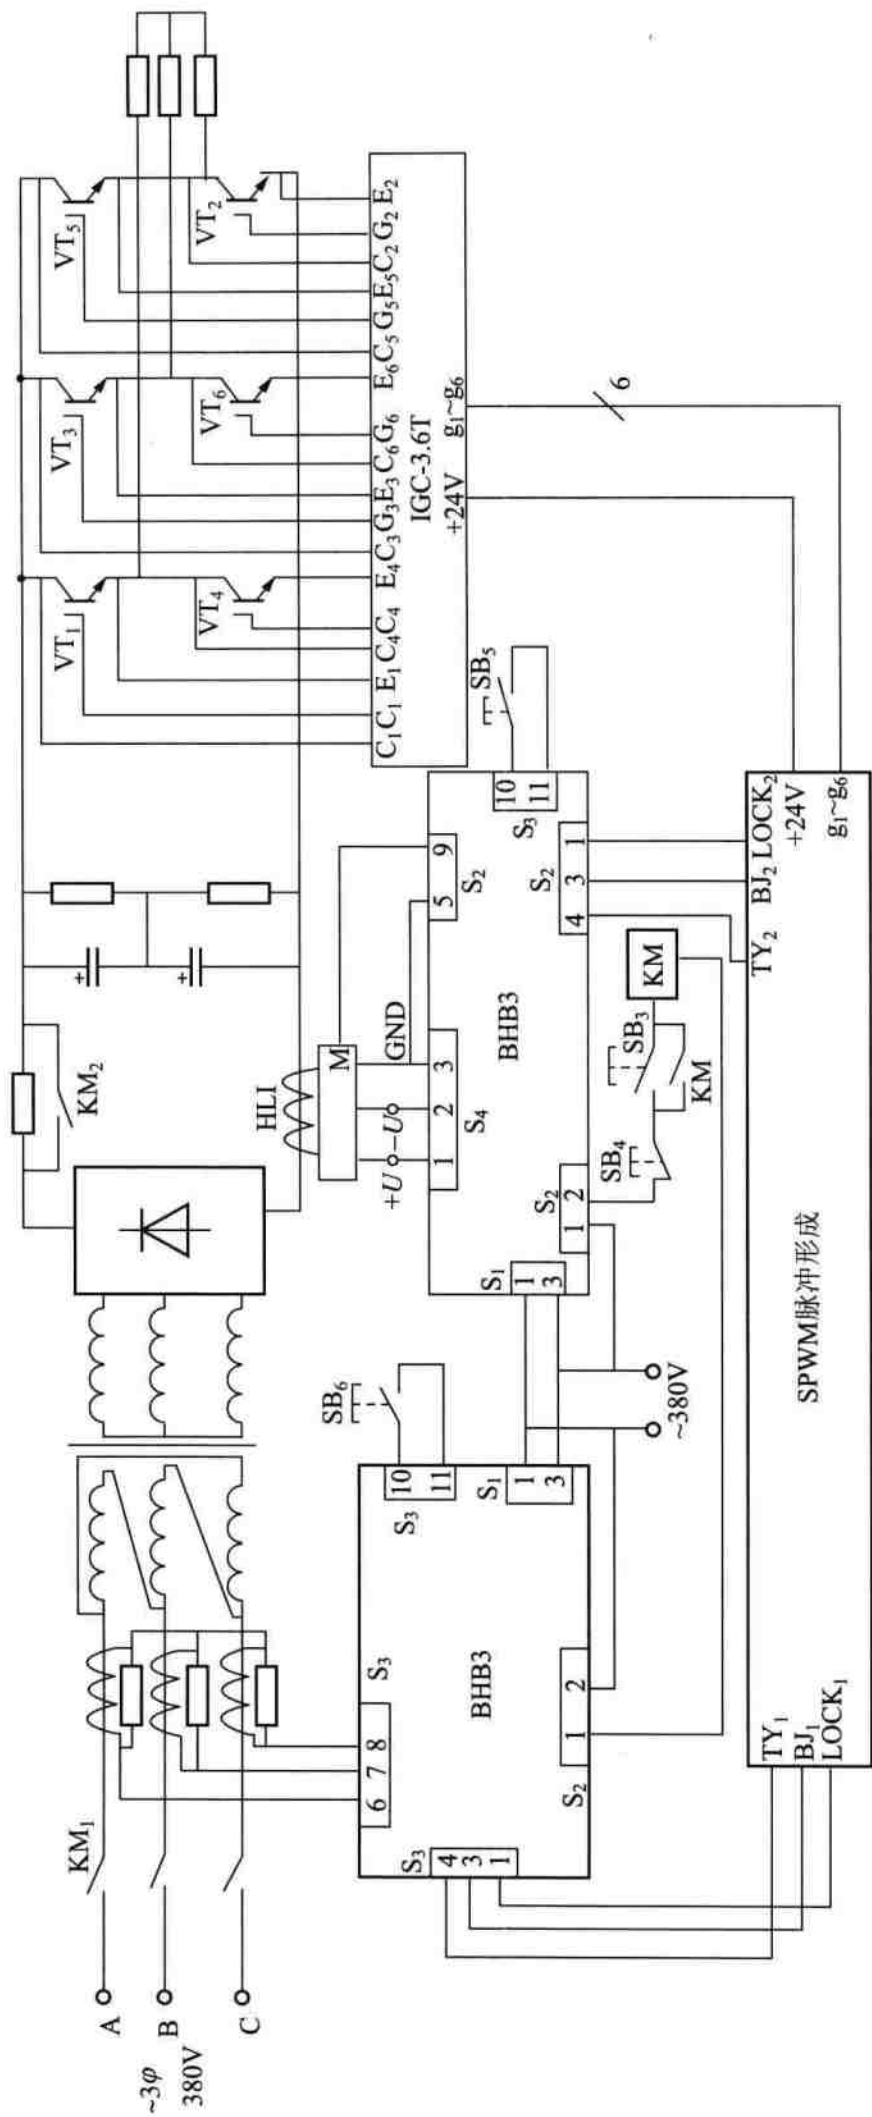 ~3φ
380V
A
B
C
KM₁
KM₂
HLI
M
+U
-U
GND
VT₁
VT₃
VT₅
VT₄
VT₆
VT₂
C₁ C₁ E₁ C₄ C₄ E₄ C₃ G₃ E₃ C₆ G₆ E₆ C₅ G₅ E₅ C₂ G₂ E₂
IGC-3.6T
+24V
g₁~g₆
6
6 7 8
S₃
BHB3
S₃
4
3
1
S₂
1 2
S₃
10
11
S₁
1
3
SB₆
~380V
S₁
1
3
S₄
1 2 3
5 9
S₂
BHB3
S₂
1 2
S₂
4 3 1
S₃
10
11
SB₅
SB₄
SB₃
KM
KM
TY₁
BJ₁
LOCK₁
SPWM脉冲形成
TY₂
BJ₂
LOCK₂
+24V
g₁~g₆